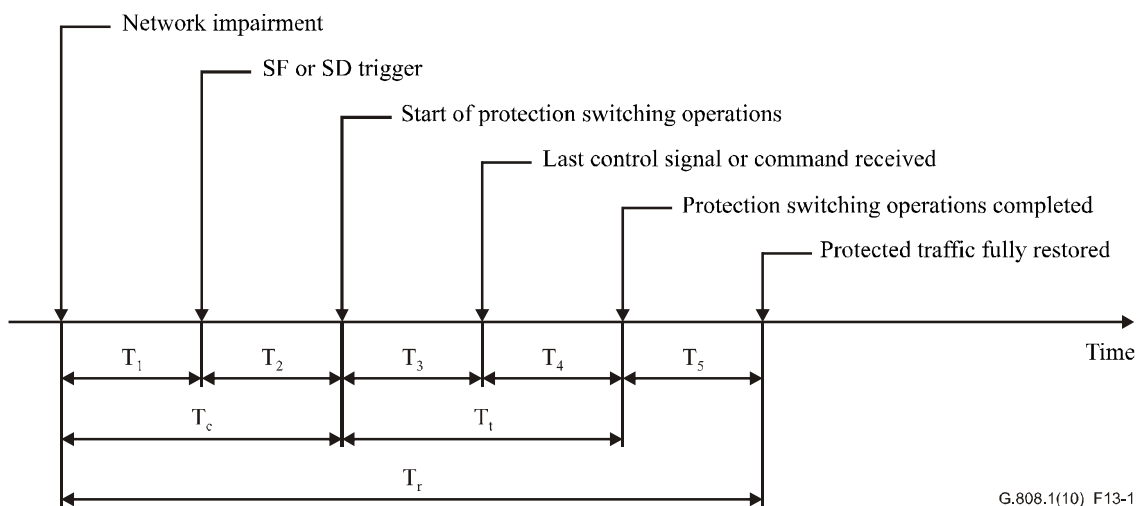 Network impairment
SF or SD trigger
Start of protection switching operations
Last control signal or command received
Protection switching operations completed
Protected traffic fully restored
Time
T1 T2 T3 T4 T5
Tc Tt
Tr
G.808.1(10) F13-1